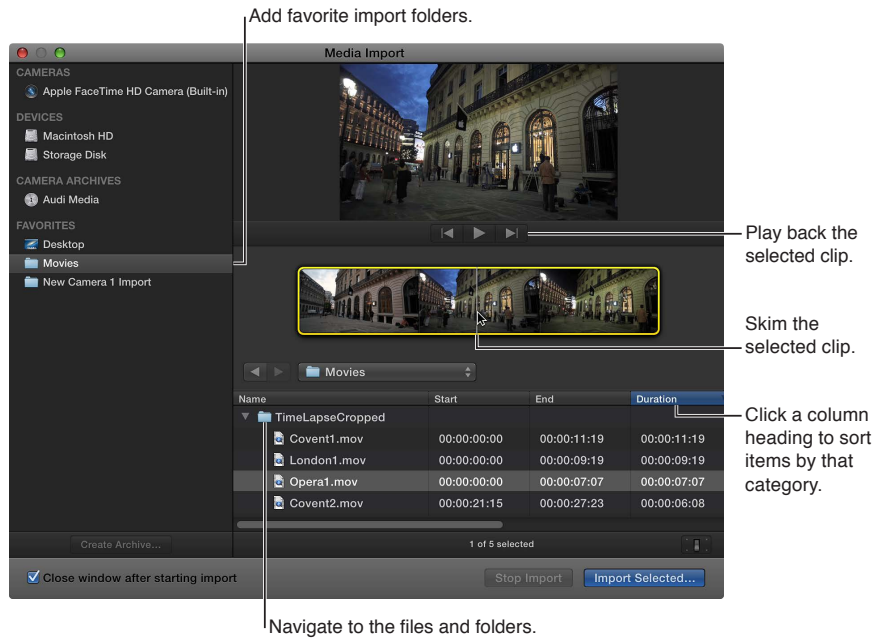 Add favorite import folders.
Media Import
CAMERAS
Apple FaceTime HD Camera (Built-in)
DEVICES
Macintosh HD
Storage Disk
CAMERA ARCHIVES
Audi Media
FAVORITES
Desktop
Movies
New Camera 1 Import
Play back the
selected clip.
Skim the
selected clip.
Movies
Name Start End Duration
TimeLapseCropped
Covent1.mov 00:00:00:00 00:00:11:19 00:00:11:19
London1.mov 00:00:00:00 00:00:09:19 00:00:09:19
Opera1.mov 00:00:00:00 00:00:07:07 00:00:07:07
Covent2.mov 00:00:21:15 00:00:27:23 00:00:06:08
Click a column
heading to sort
items by that
category.
Create Archive...
1 of 5 selected
Close window after starting import
Stop Import
Import Selected...
Navigate to the files and folders.